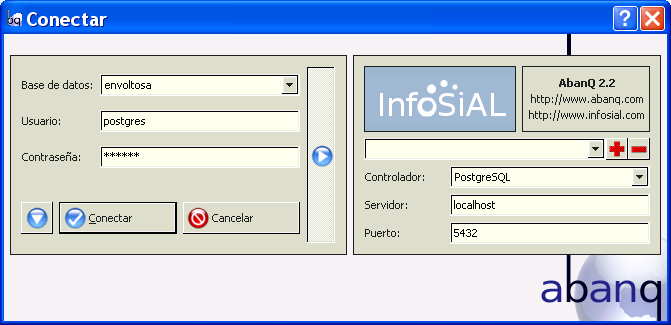 abq Conectar
Base de datos: envoltosa
Usuario: postgres
Contraseña: ******
Conectar
Cancelar
InfoSiAL
AbanQ 2.2
http://www.abanq.com
http://www.infosial.com
Controlador: PostgreSQL
Servidor: localhost
Puerto: 5432
abanq